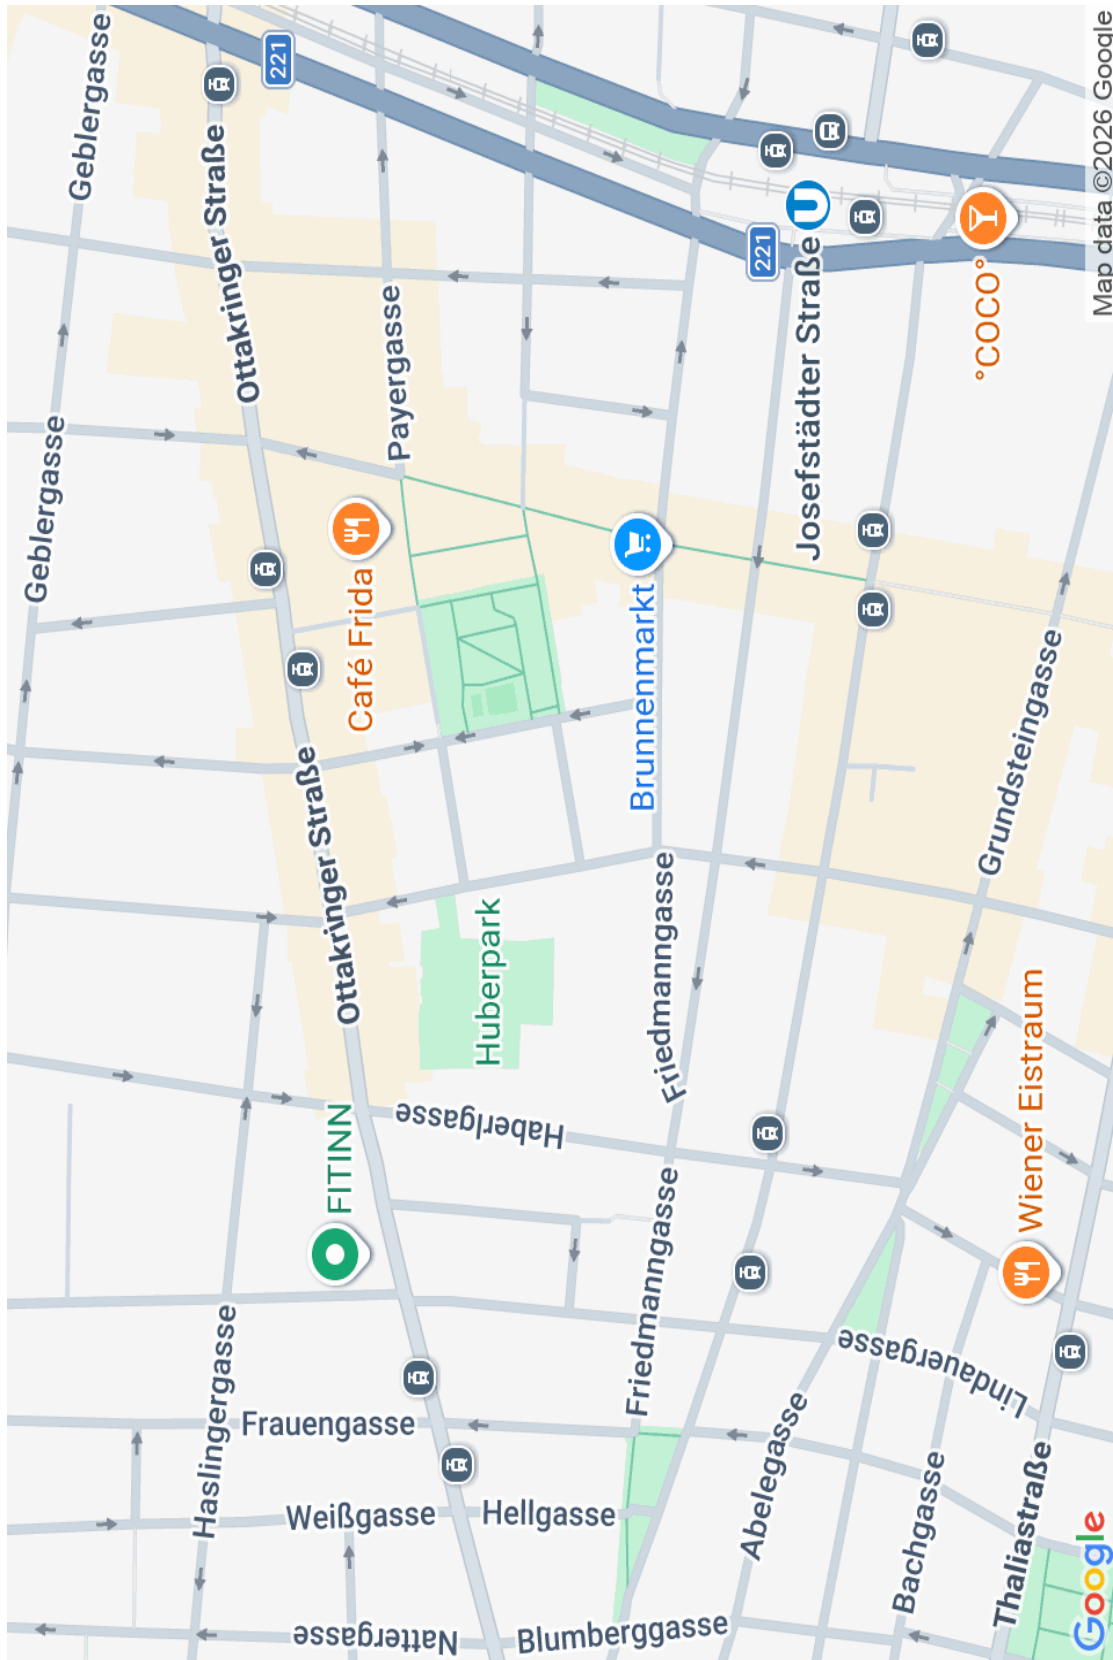 Geblergasse
Geblergasse
Ottakringer Straße
Ottakringer Straße
Ottakringer Straße
221
221
Payergasse
Café Frida
Brunnenmarkt
Josefstädter Straße
U
°COCO°
Grundsteingasse
Huberpark
Friedmanngasse
Friedmanngasse
Haberlgasse
FITINN
Haslingergasse
Frauengasse
Weißgasse
Hellgasse
Nattergasse
Blumberggasse
Abelegasse
Bachgasse
Lindauergasse
Thaliastraße
Wiener Eistraum
Google
Map data ©2026 Google